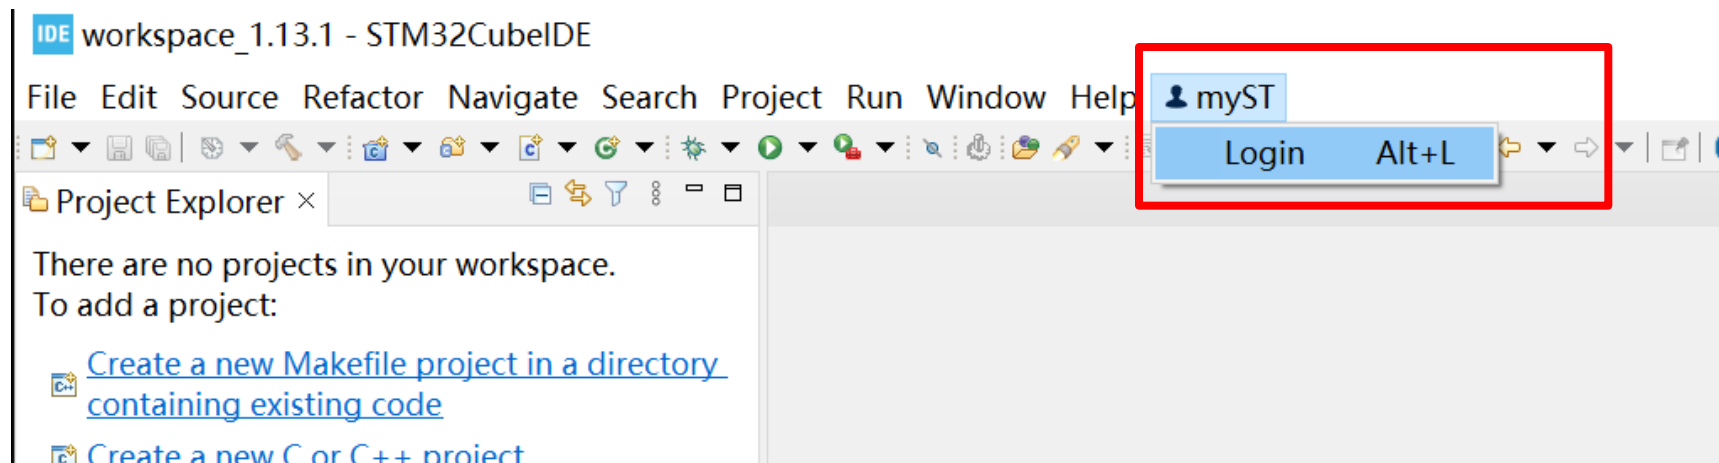 IDE workspace_1.13.1 - STM32CubeIDE
File Edit Source Refactor Navigate Search Project Run Window Help myST
Login Alt+L
Project Explorer
There are no projects in your workspace.
To add a project:
Create a new Makefile project in a directory
containing existing code
Create a new C or C++ project